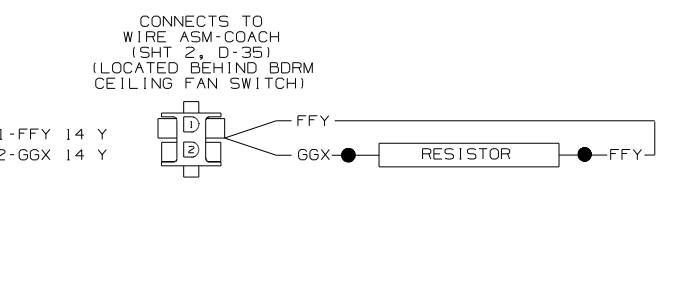 CONNECTS TO
WIRE ASM-COACH
(SHT 2, D-35)
(LOCATED BEHIND BDRM
CEILING FAN SWITCH)
1-FFY 14 Y
2-GGX 14 Y
1
2
FFY
GGX
RESISTOR
FFY